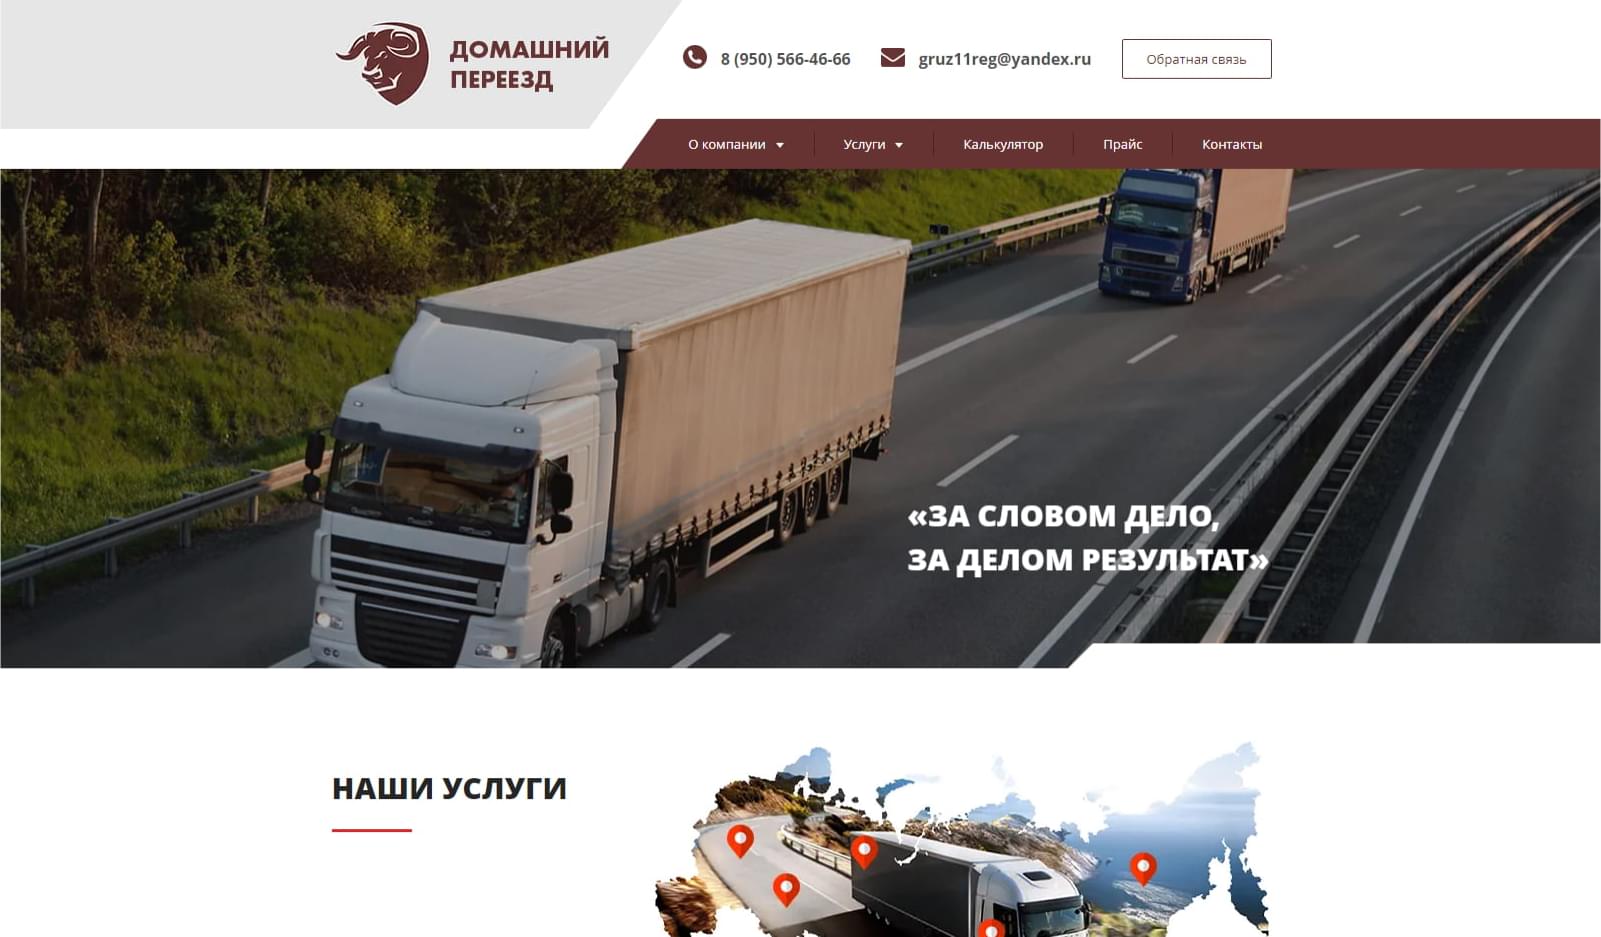 ДОМАШНИЙ
ПЕРЕЕЗД
8 (950) 566-46-66
gruz11reg@yandex.ru
Обратная связь
О компании
Услуги
Калькулятор
Прайс
Контакты
«ЗА СЛОВОМ ДЕЛО,
ЗА ДЕЛОМ РЕЗУЛЬТАТ»
НАШИ УСЛУГИ